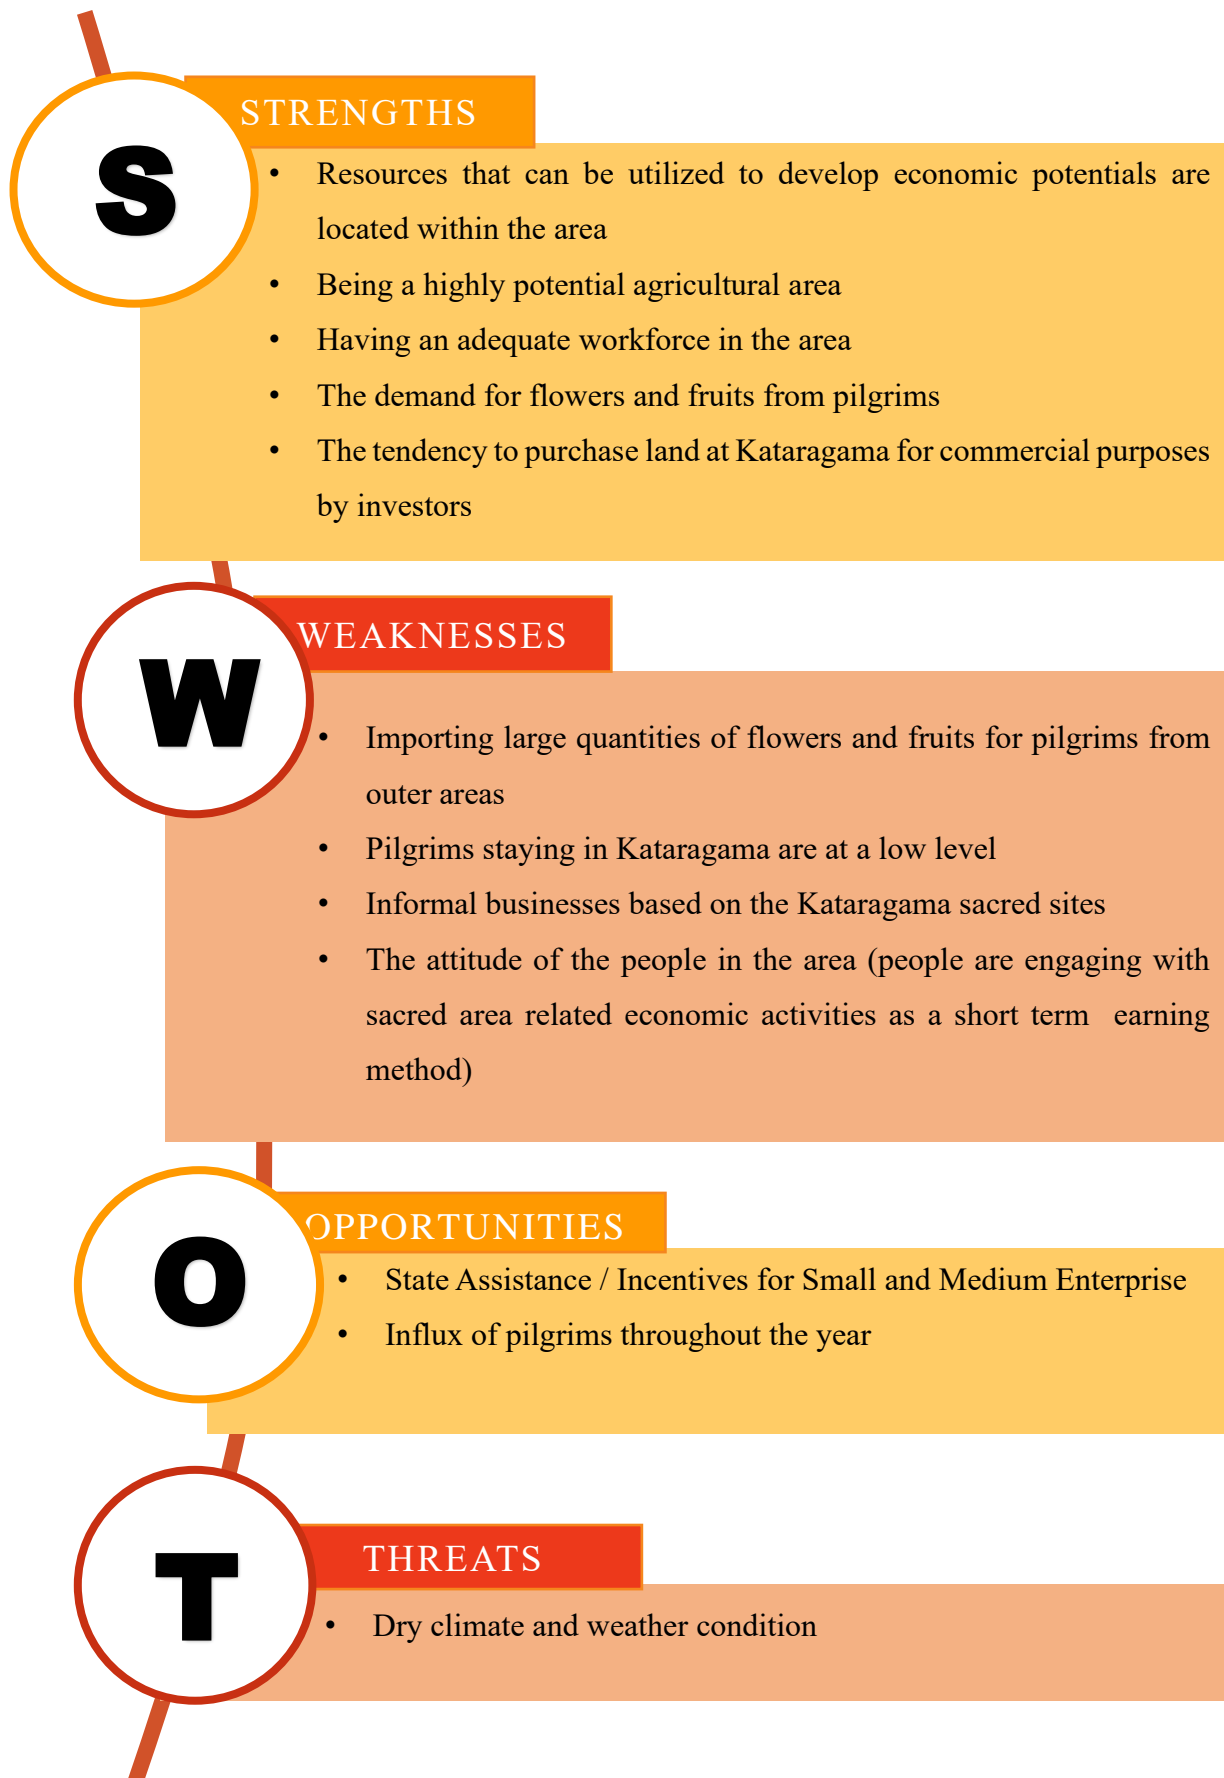 S
STRENGTHS
• Resources that can be utilized to develop economic potentials are
located within the area
• Being a highly potential agricultural area
• Having an adequate workforce in the area
• The demand for flowers and fruits from pilgrims
• The tendency to purchase land at Kataragama for commercial purposes
by investors
W
WEAKNESSES
• Importing large quantities of flowers and fruits for pilgrims from
outer areas
• Pilgrims staying in Kataragama are at a low level
• Informal businesses based on the Kataragama sacred sites
• The attitude of the people in the area (people are engaging with
sacred area related economic activities as a short term earning
method)
O
OPPORTUNITIES
• State Assistance / Incentives for Small and Medium Enterprise
• Influx of pilgrims throughout the year
T
THREATS
• Dry climate and weather condition